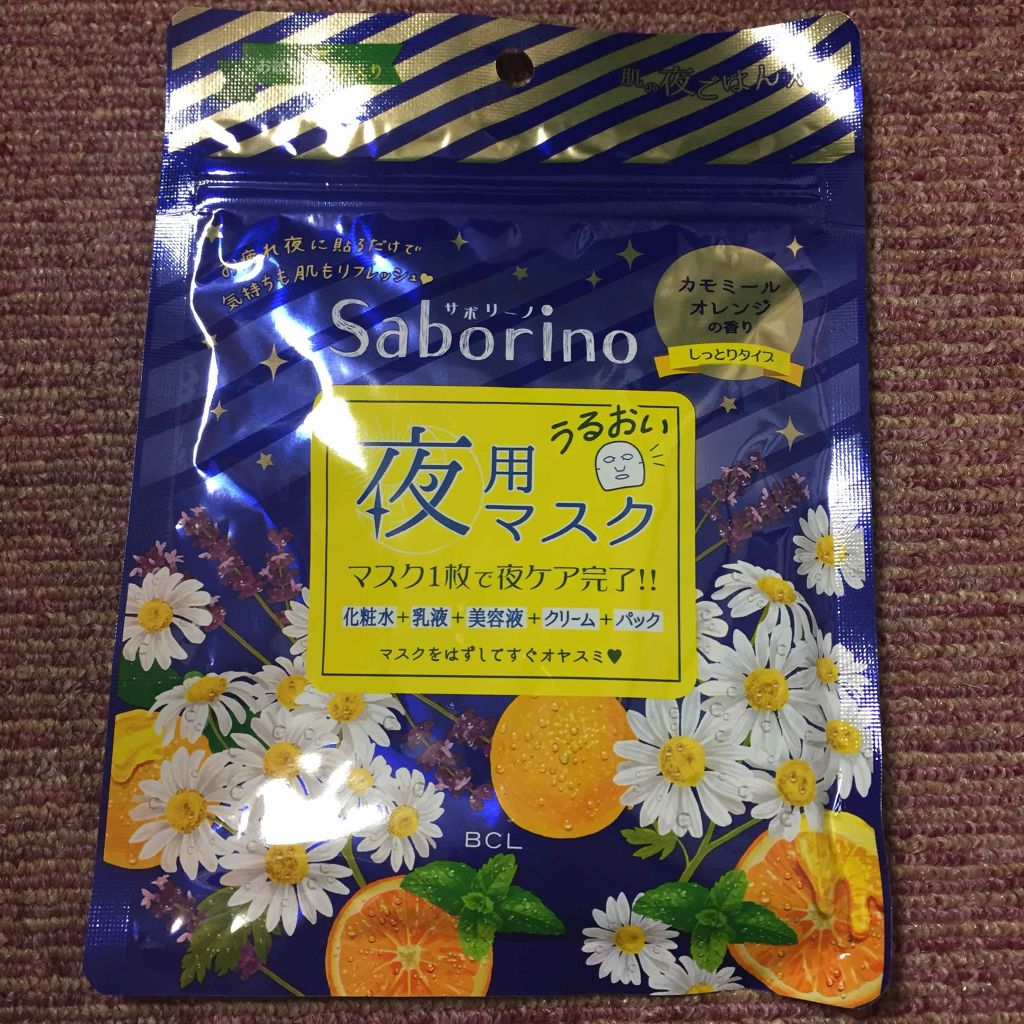 肌の夜ごはん
お疲れ夜に貼るだけで
気持ちも肌もリフレッシュ♥
サボリーノ
Saborino
カモミール
オレンジ
の香り
しっとりタイプ
うるおい
夜用
マスク
マスク1枚で夜ケア完了!!
化粧水+乳液+美容液+クリーム+パック
マスクをはずしてすぐオヤスミ♥
BCL